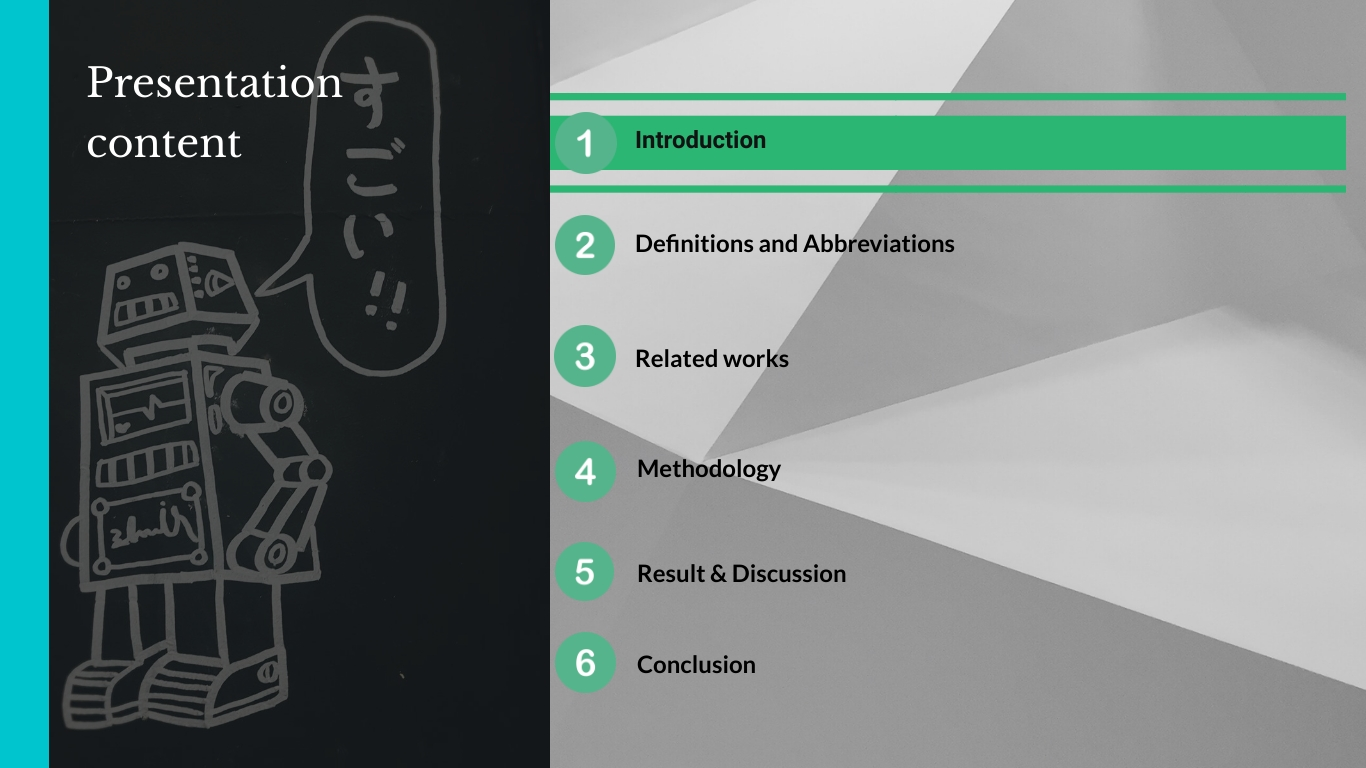 Presentation
content
すごい!!
1 Introduction
2 Definitions and Abbreviations
3 Related works
4 Methodology
5 Result & Discussion
6 Conclusion